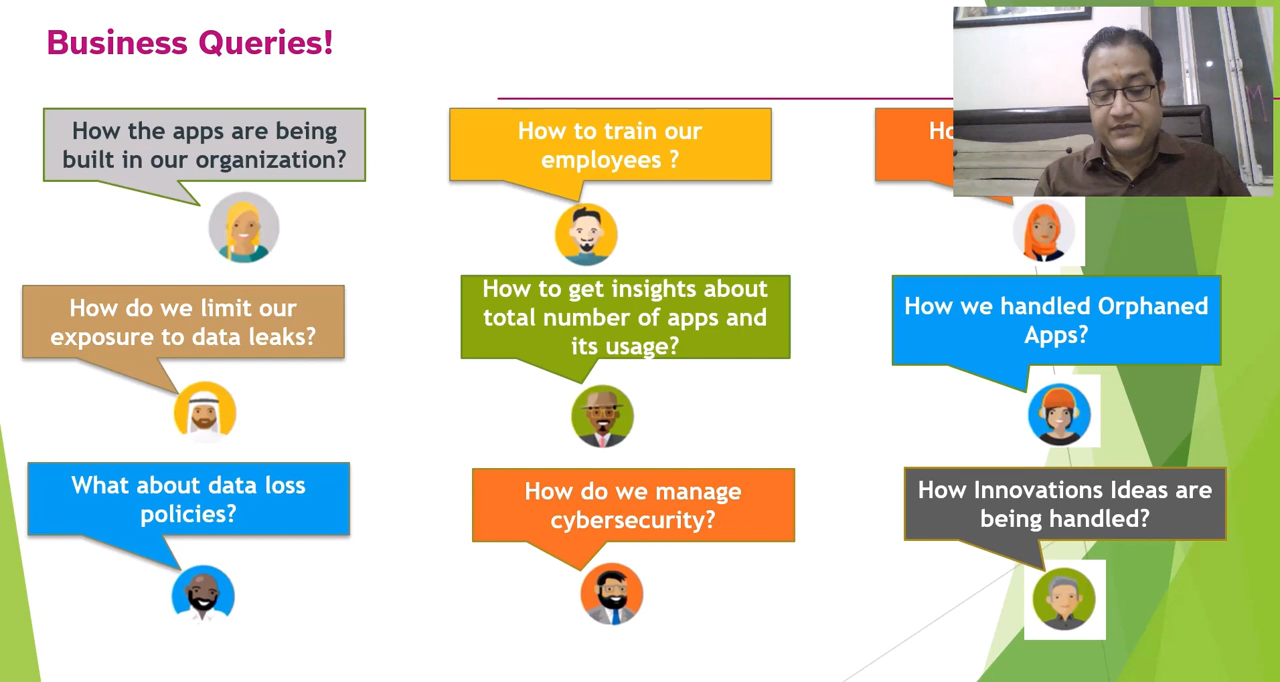 Business Queries!
How the apps are being
built in our organization?
How to train our
employees ?
How do we limit our
exposure to data leaks?
How to get insights about
total number of apps and
its usage?
How we handled Orphaned
Apps?
What about data loss
policies?
How do we manage
cybersecurity?
How Innovations Ideas are
being handled?